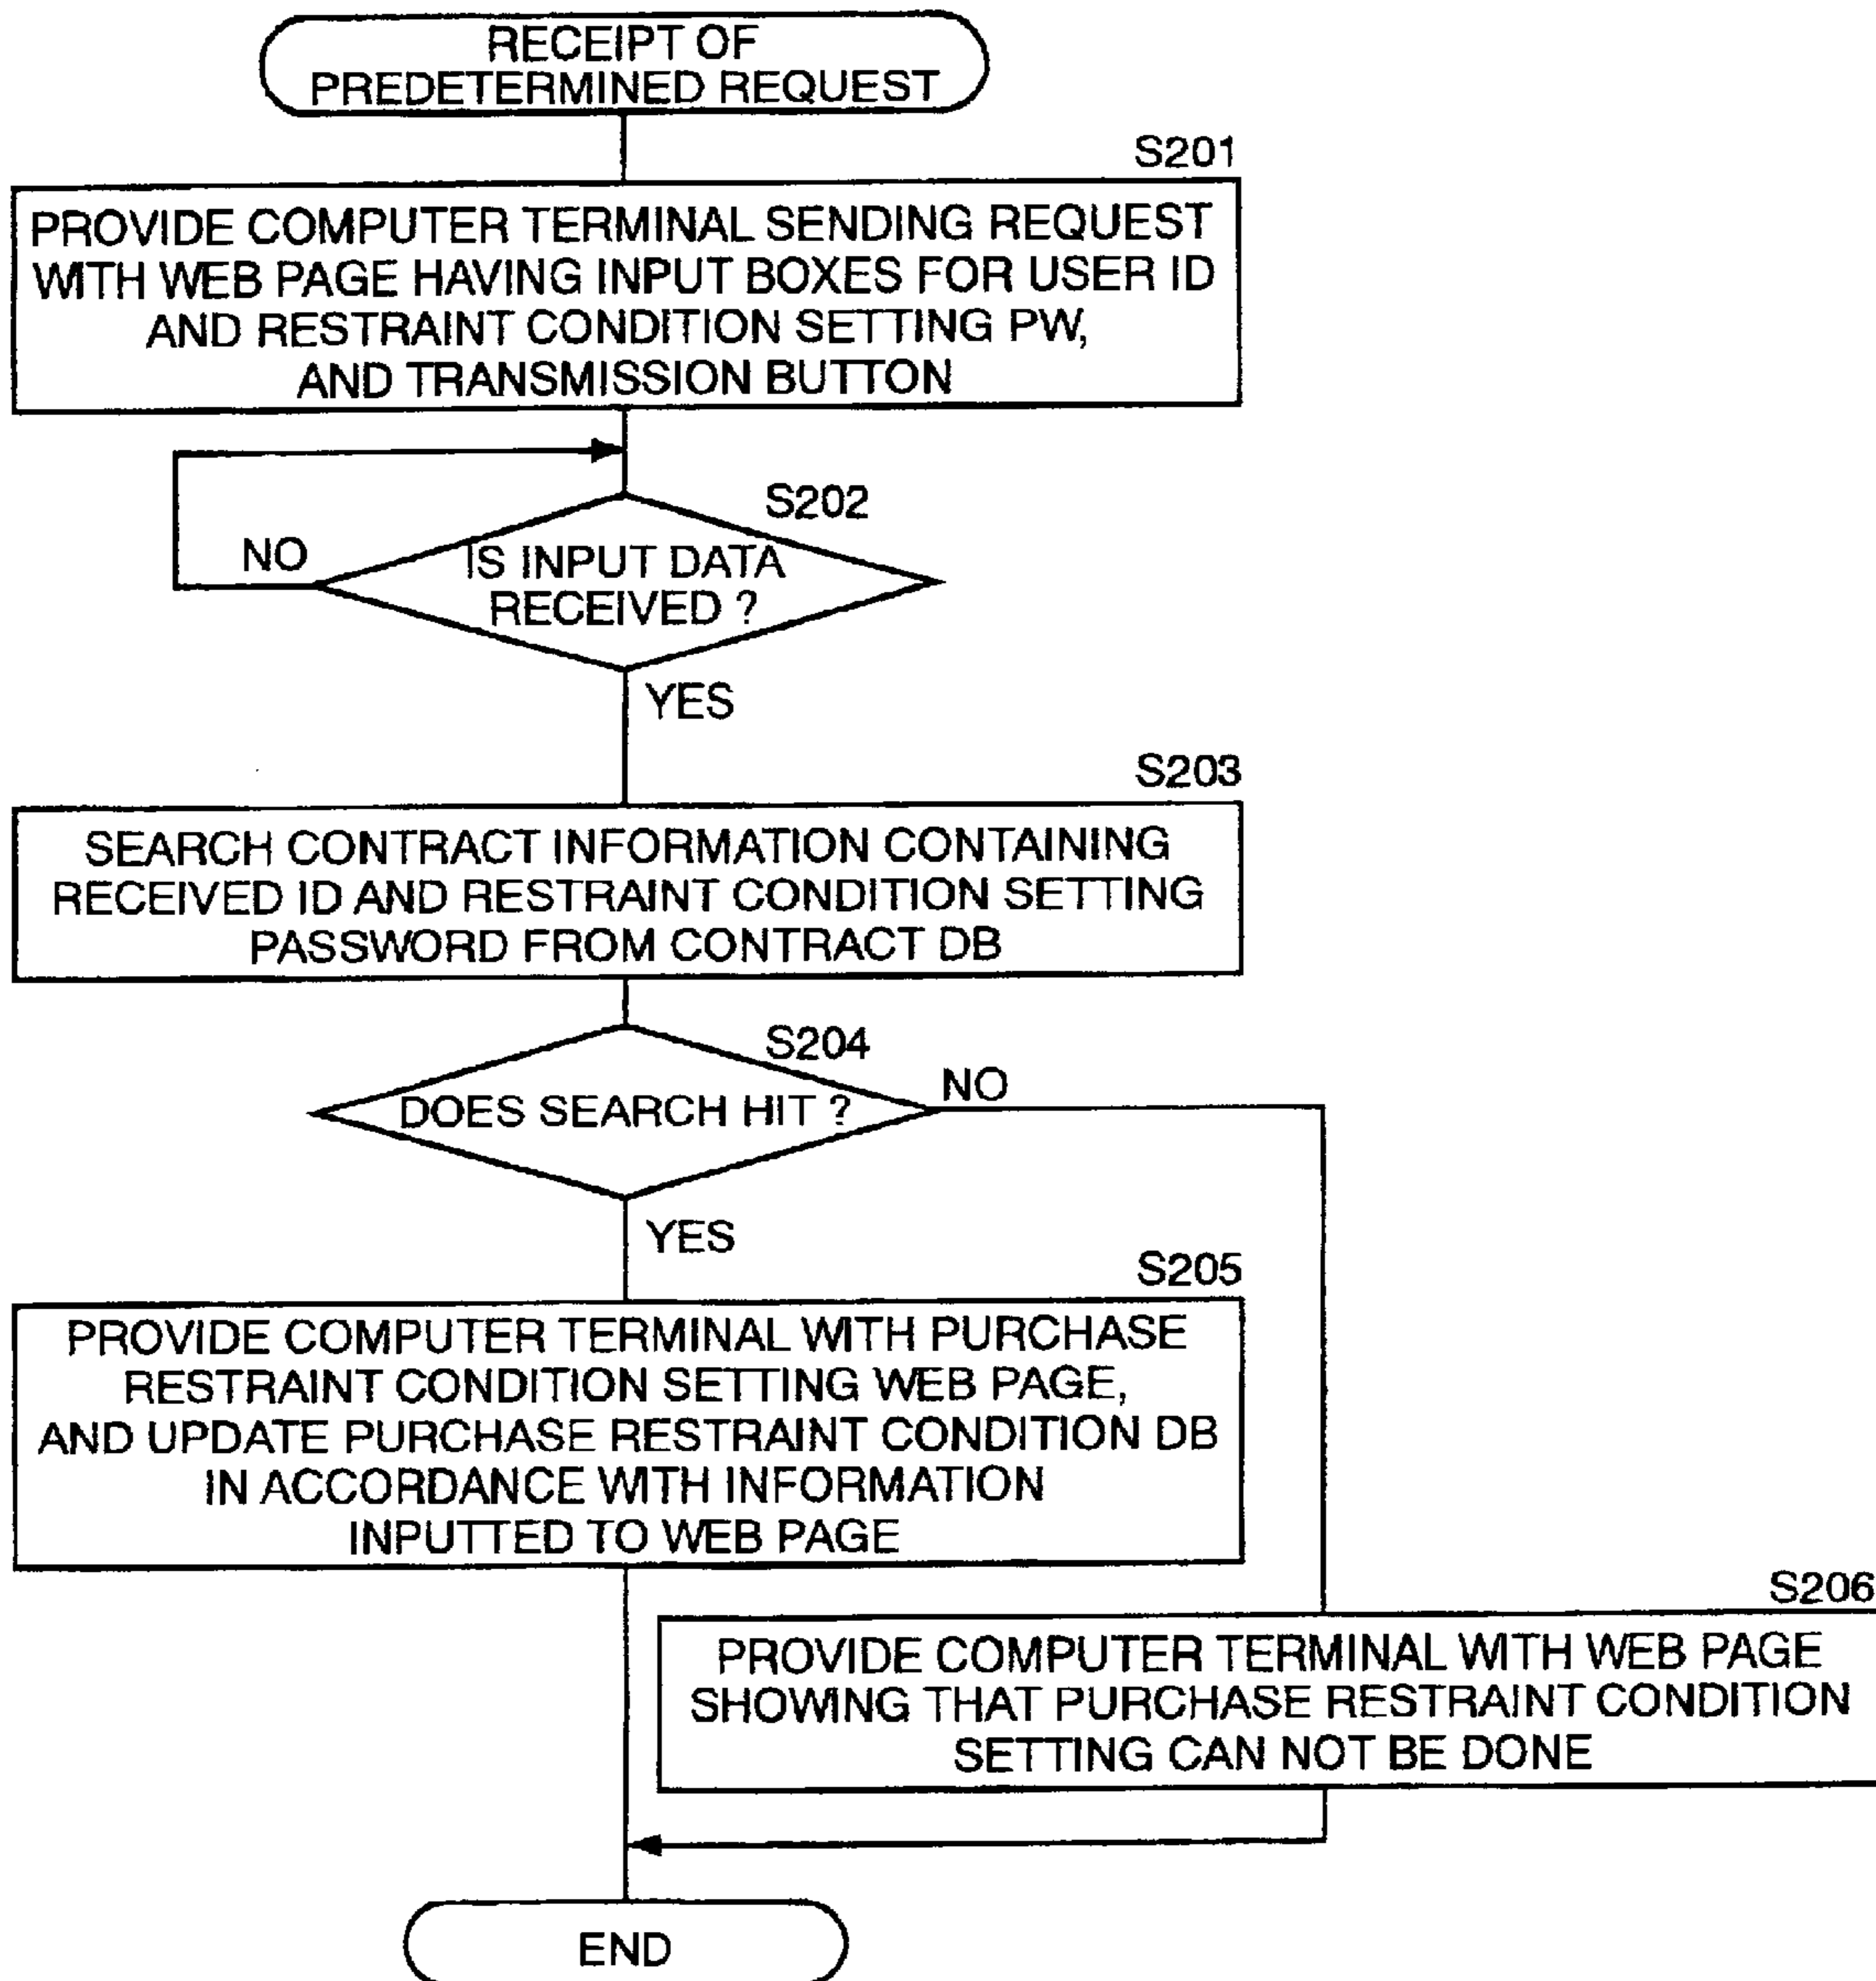 RECEIPT OF
PREDETERMINED REQUEST
S201
PROVIDE COMPUTER TERMINAL SENDING REQUEST
WITH WEB PAGE HAVING INPUT BOXES FOR USER ID
AND RESTRAINT CONDITION SETTING PW,
AND TRANSMISSION BUTTON
S202
NO
IS INPUT DATA
RECEIVED ?
YES
S203
SEARCH CONTRACT INFORMATION CONTAINING
RECEIVED ID AND RESTRAINT CONDITION SETTING
PASSWORD FROM CONTRACT DB
S204
NO
DOES SEARCH HIT ?
YES
S205
PROVIDE COMPUTER TERMINAL WITH PURCHASE
RESTRAINT CONDITION SETTING WEB PAGE,
AND UPDATE PURCHASE RESTRAINT CONDITION DB
IN ACCORDANCE WITH INFORMATION
INPUTTED TO WEB PAGE
S206
PROVIDE COMPUTER TERMINAL WITH WEB PAGE
SHOWING THAT PURCHASE RESTRAINT CONDITION
SETTING CAN NOT BE DONE
END